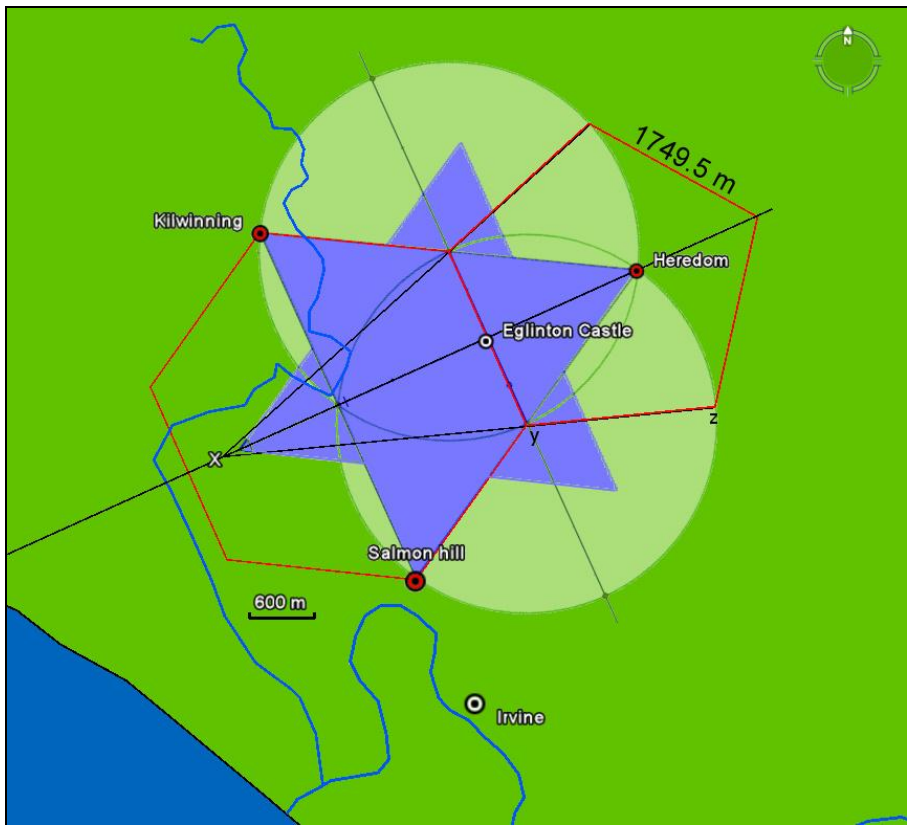 N
1749.5 m
Kilwinning
Heredom
Eglinton Castle
z
y
X
Salmon hill
600 m
Irvine